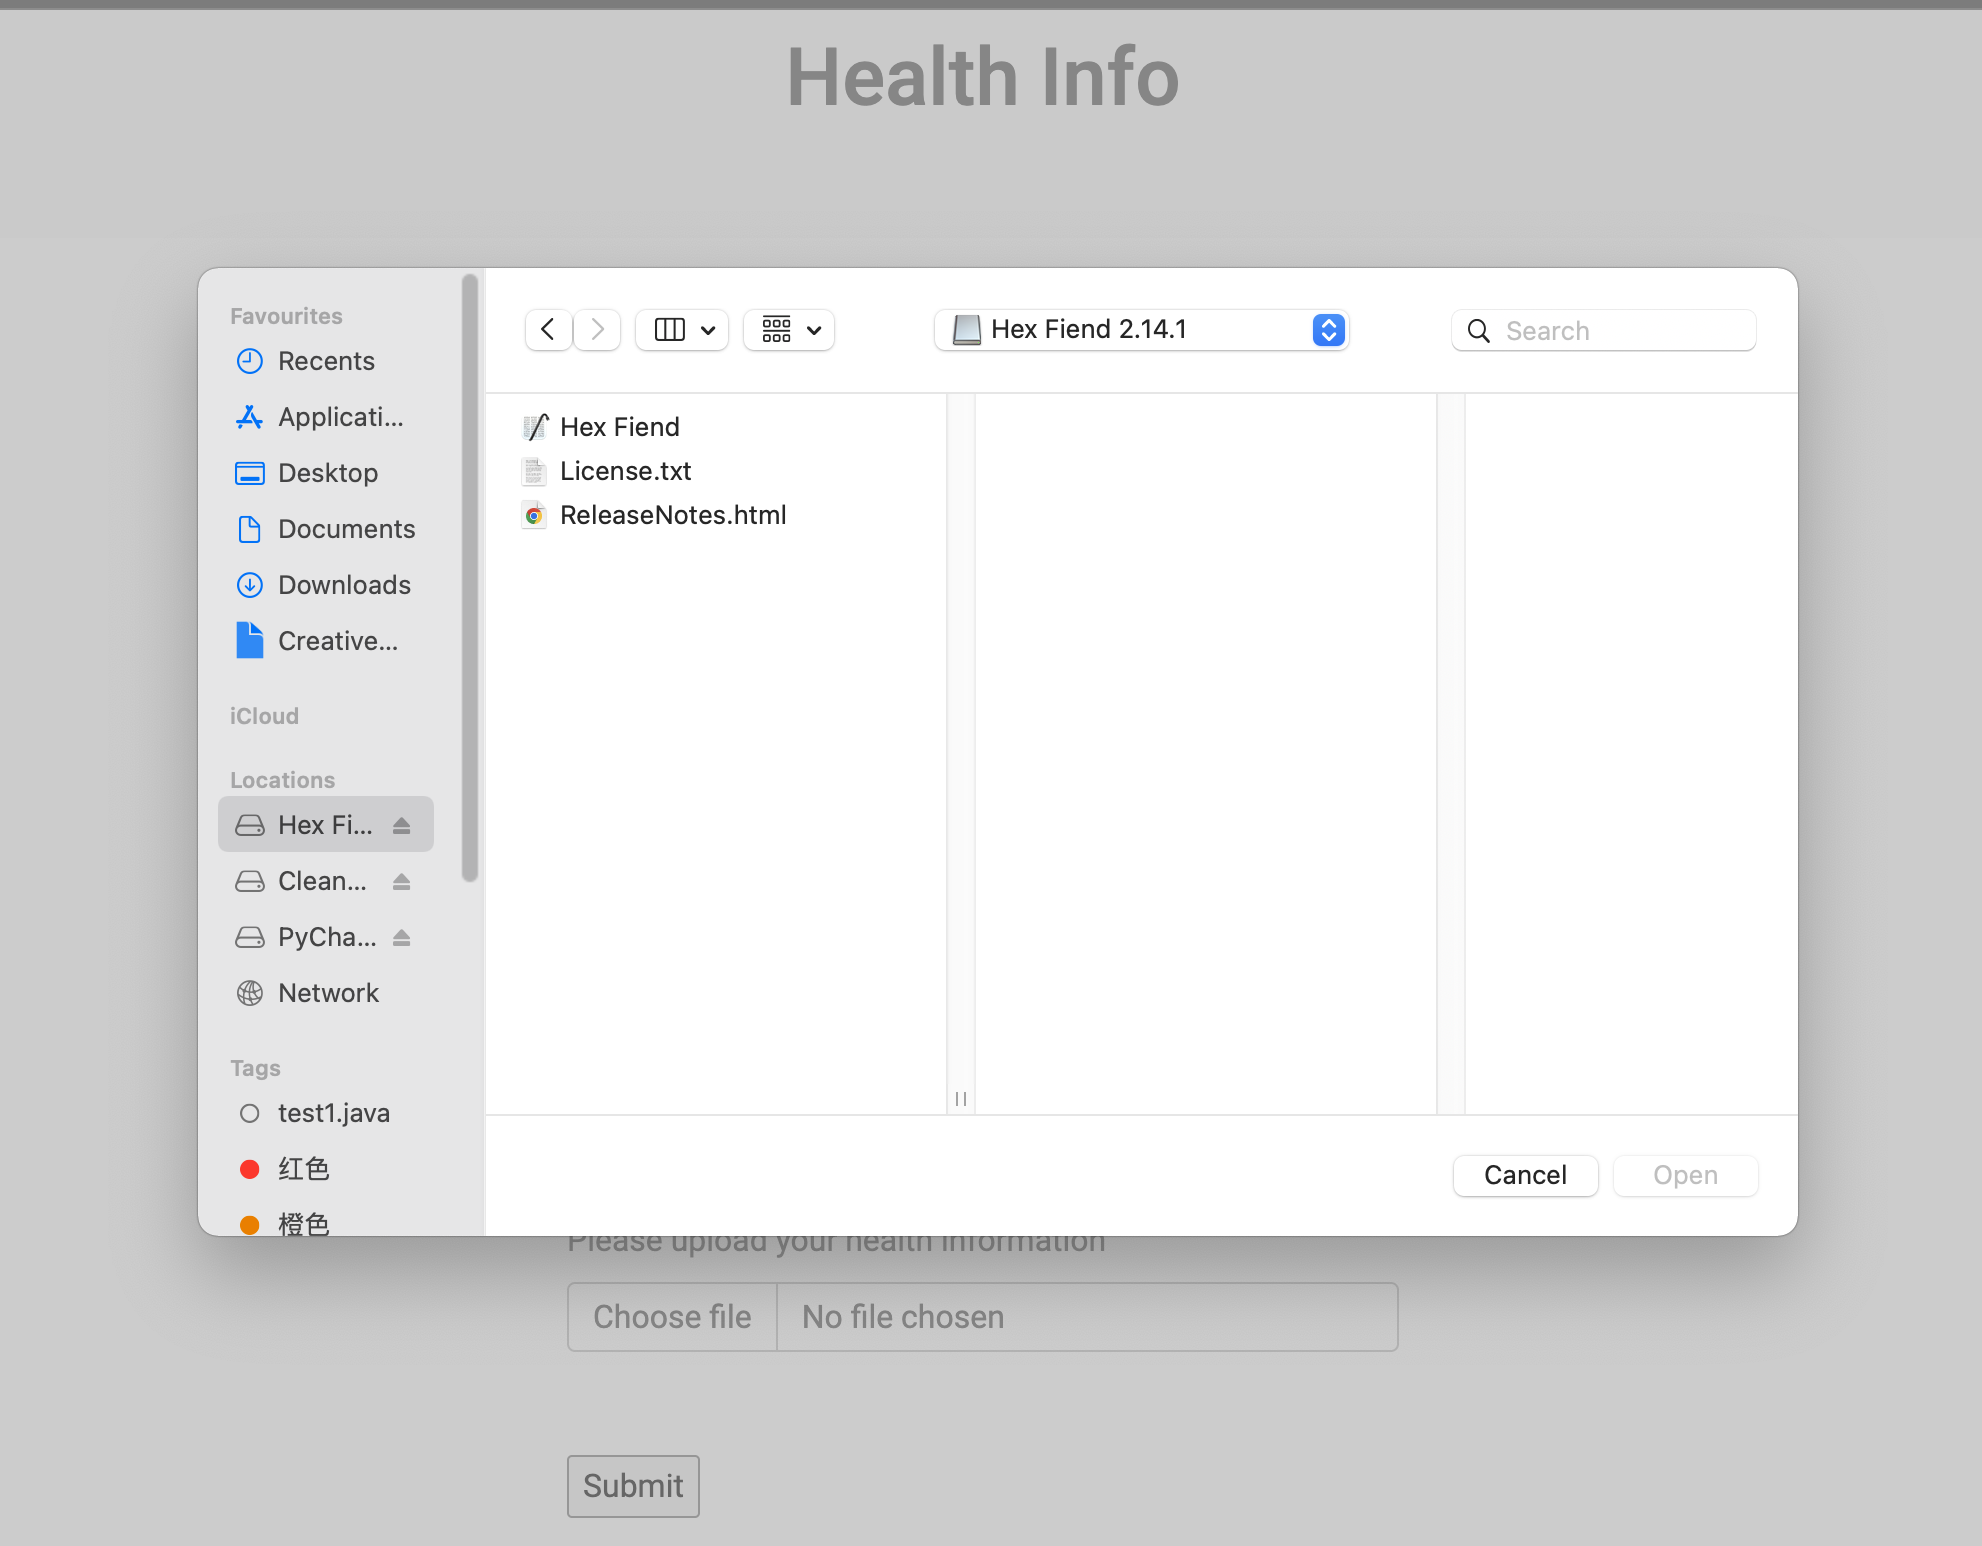 Health Info
Favourites
Recents
Applicati...
Desktop
Documents
Downloads
Creative...
iCloud
Locations
Hex Fi...
Clean...
PyCha...
Network
Tags
test1.java
红色
橙色
Hex Fiend 2.14.1
Search
Hex Fiend
License.txt
ReleaseNotes.html
Cancel
Open
Please upload your health information
Choose file
No file chosen
Submit